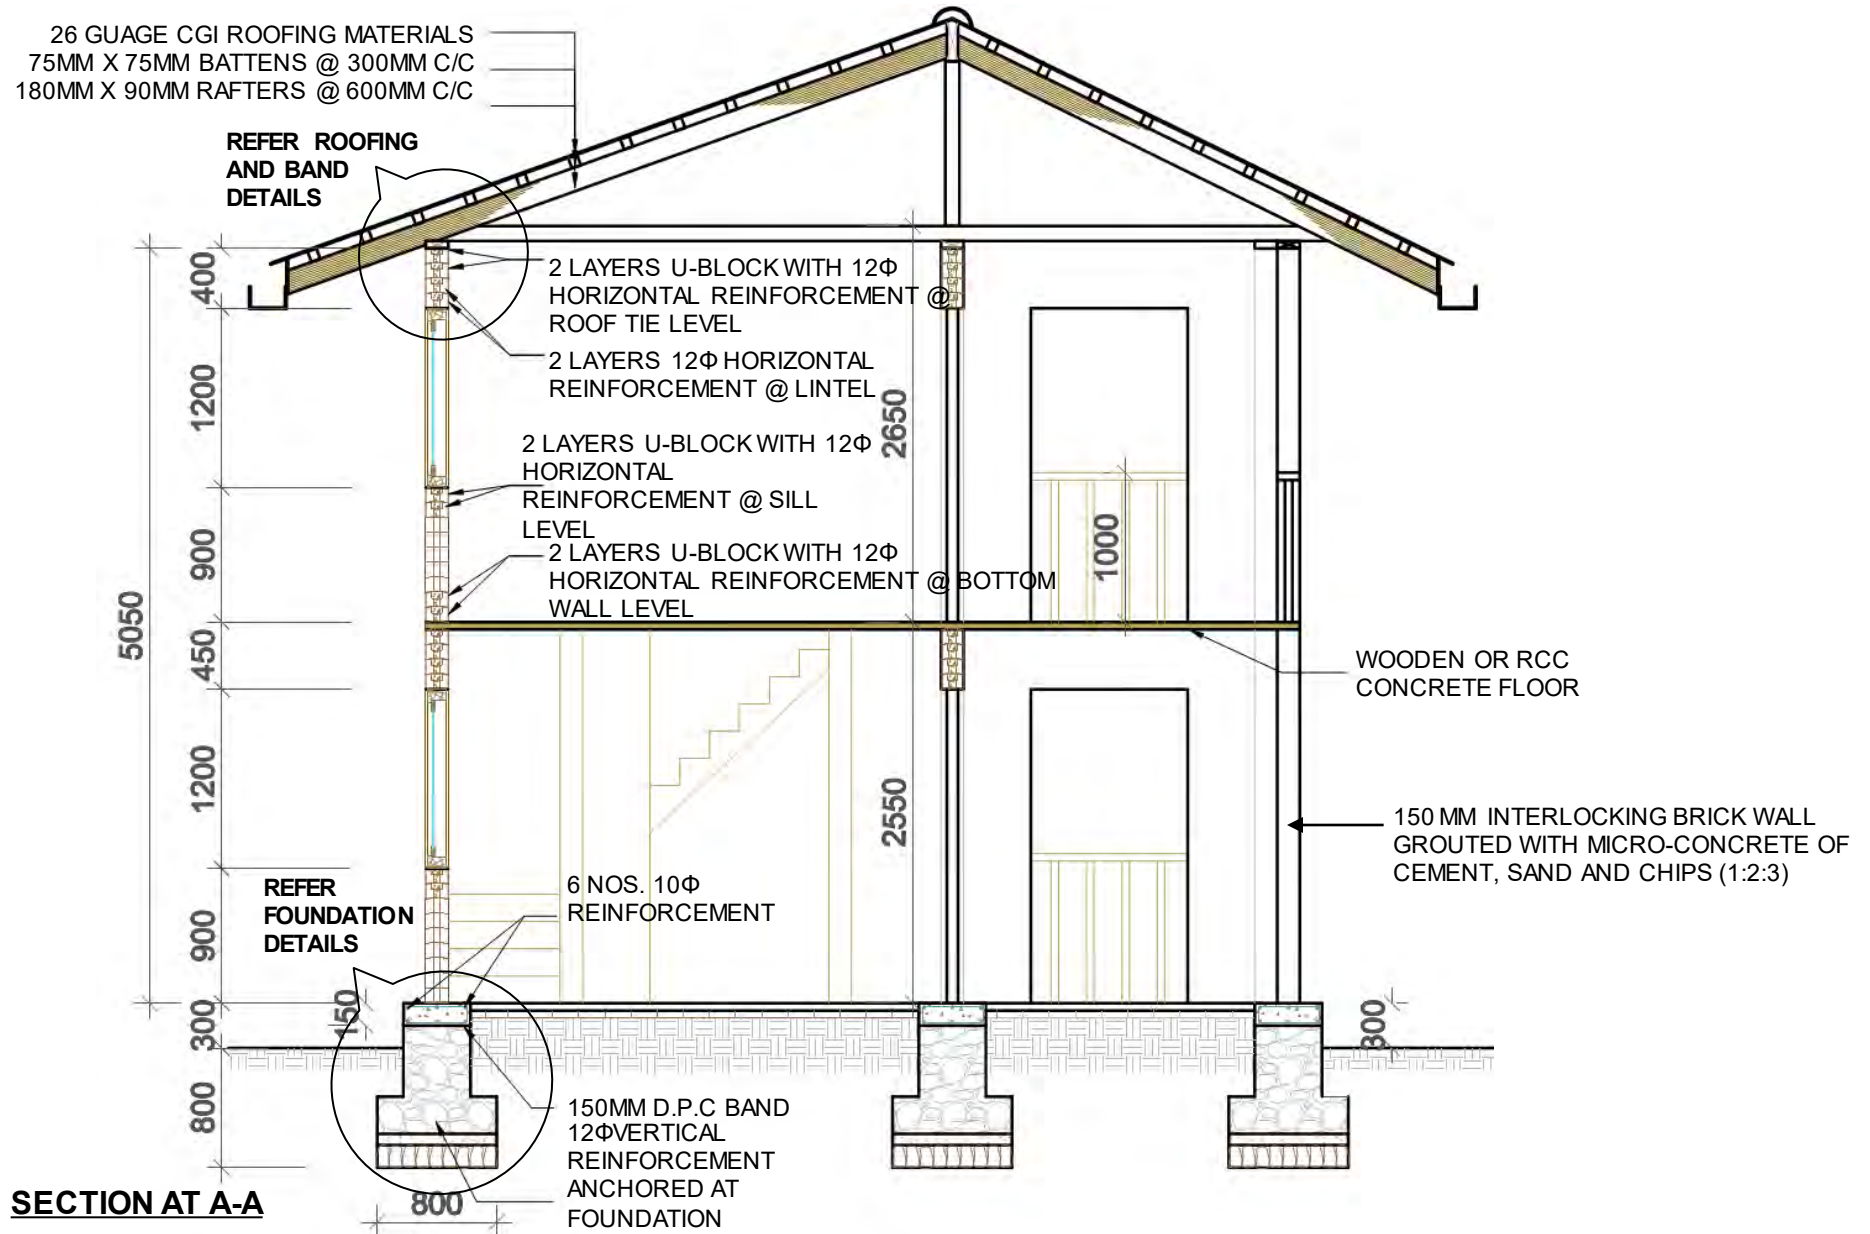 26 GUAGE CGI ROOFING MATERIALS
75MM X 75MM BATTENS @ 300MM C/C
180MM X 90MM RAFTERS @ 600MM C/C
REFER ROOFING
AND BAND
DETAILS
2 LAYERS U-BLOCK WITH 12Φ
HORIZONTAL REINFORCEMENT @
ROOF TIE LEVEL
2 LAYERS 12Φ HORIZONTAL
REINFORCEMENT @ LINTEL
2 LAYERS U-BLOCK WITH 12Φ
HORIZONTAL
REINFORCEMENT @ SILL
LEVEL
2 LAYERS U-BLOCK WITH 12Φ
HORIZONTAL REINFORCEMENT @ BOTTOM
WALL LEVEL
400
1200
900
450
1200
900
300
800
5050
150
2650
2550
1000
300
WOODEN OR RCC
CONCRETE FLOOR
150 MM INTERLOCKING BRICK WALL
GROUTED WITH MICRO-CONCRETE OF
CEMENT, SAND AND CHIPS (1:2:3)
REFER
FOUNDATION
DETAILS
6 NOS. 10Φ
REINFORCEMENT
150MM D.P.C BAND
12ΦVERTICAL
REINFORCEMENT
ANCHORED AT
FOUNDATION
800
SECTION AT A-A